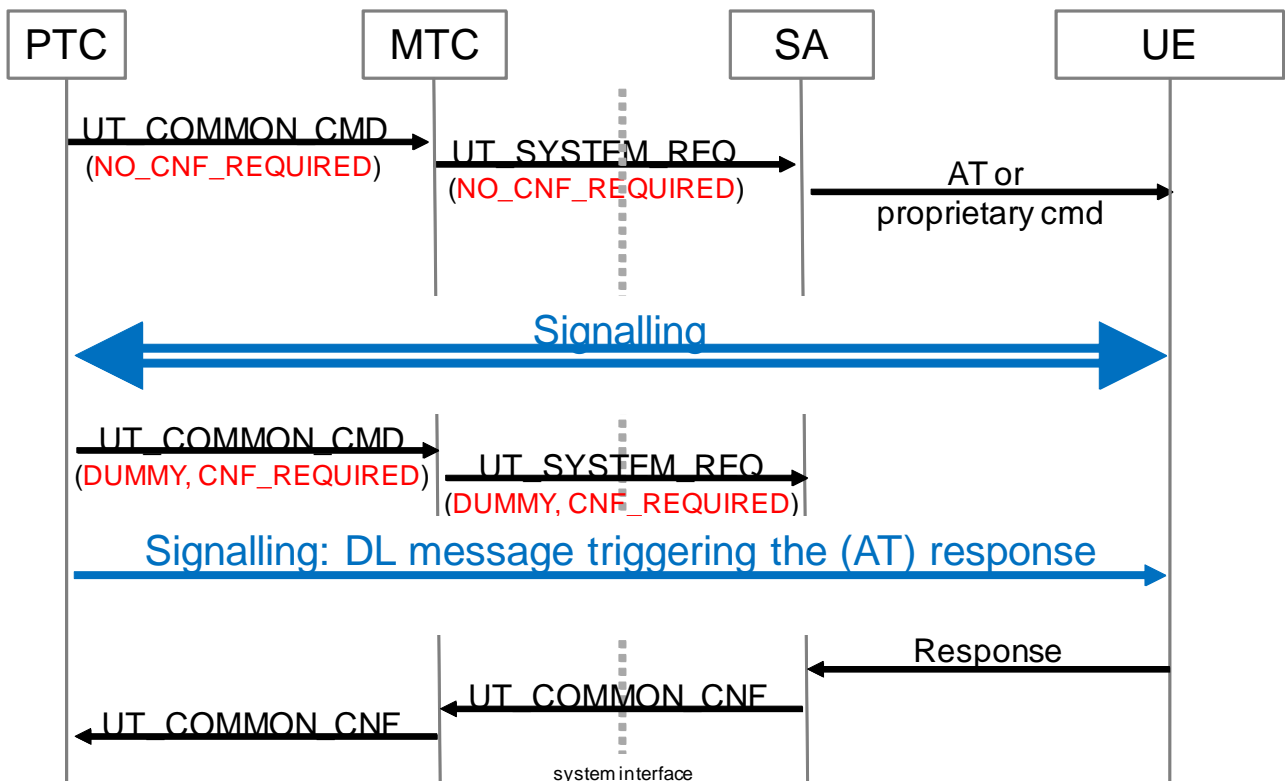 PTC
MTC
SA
UE
UT_COMMON_CMD
(NO_CNF_REQUIRED)
UT_SYSTEM_REQ
(NO_CNF_REQUIRED)
AT or
proprietary cmd
Signalling
UT_COMMON_CMD
(DUMMY, CNF_REQUIRED)
UT_SYSTEM_REQ
(DUMMY, CNF_REQUIRED)
Signalling: DL message triggering the (AT) response
Response
UT_COMMON_CNF
UT_COMMON_CNF
system interface